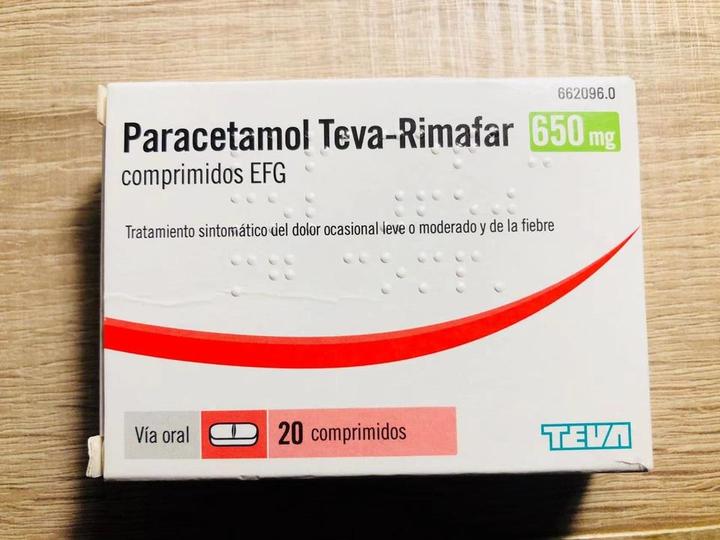 662096.0
Paracetamol Teva-Rimafar 650 mg
comprimidos EFG
Tratamiento sintomático del dolor ocasional leve o moderado y de la fiebre
Vía oral 20 comprimidos
TEVA